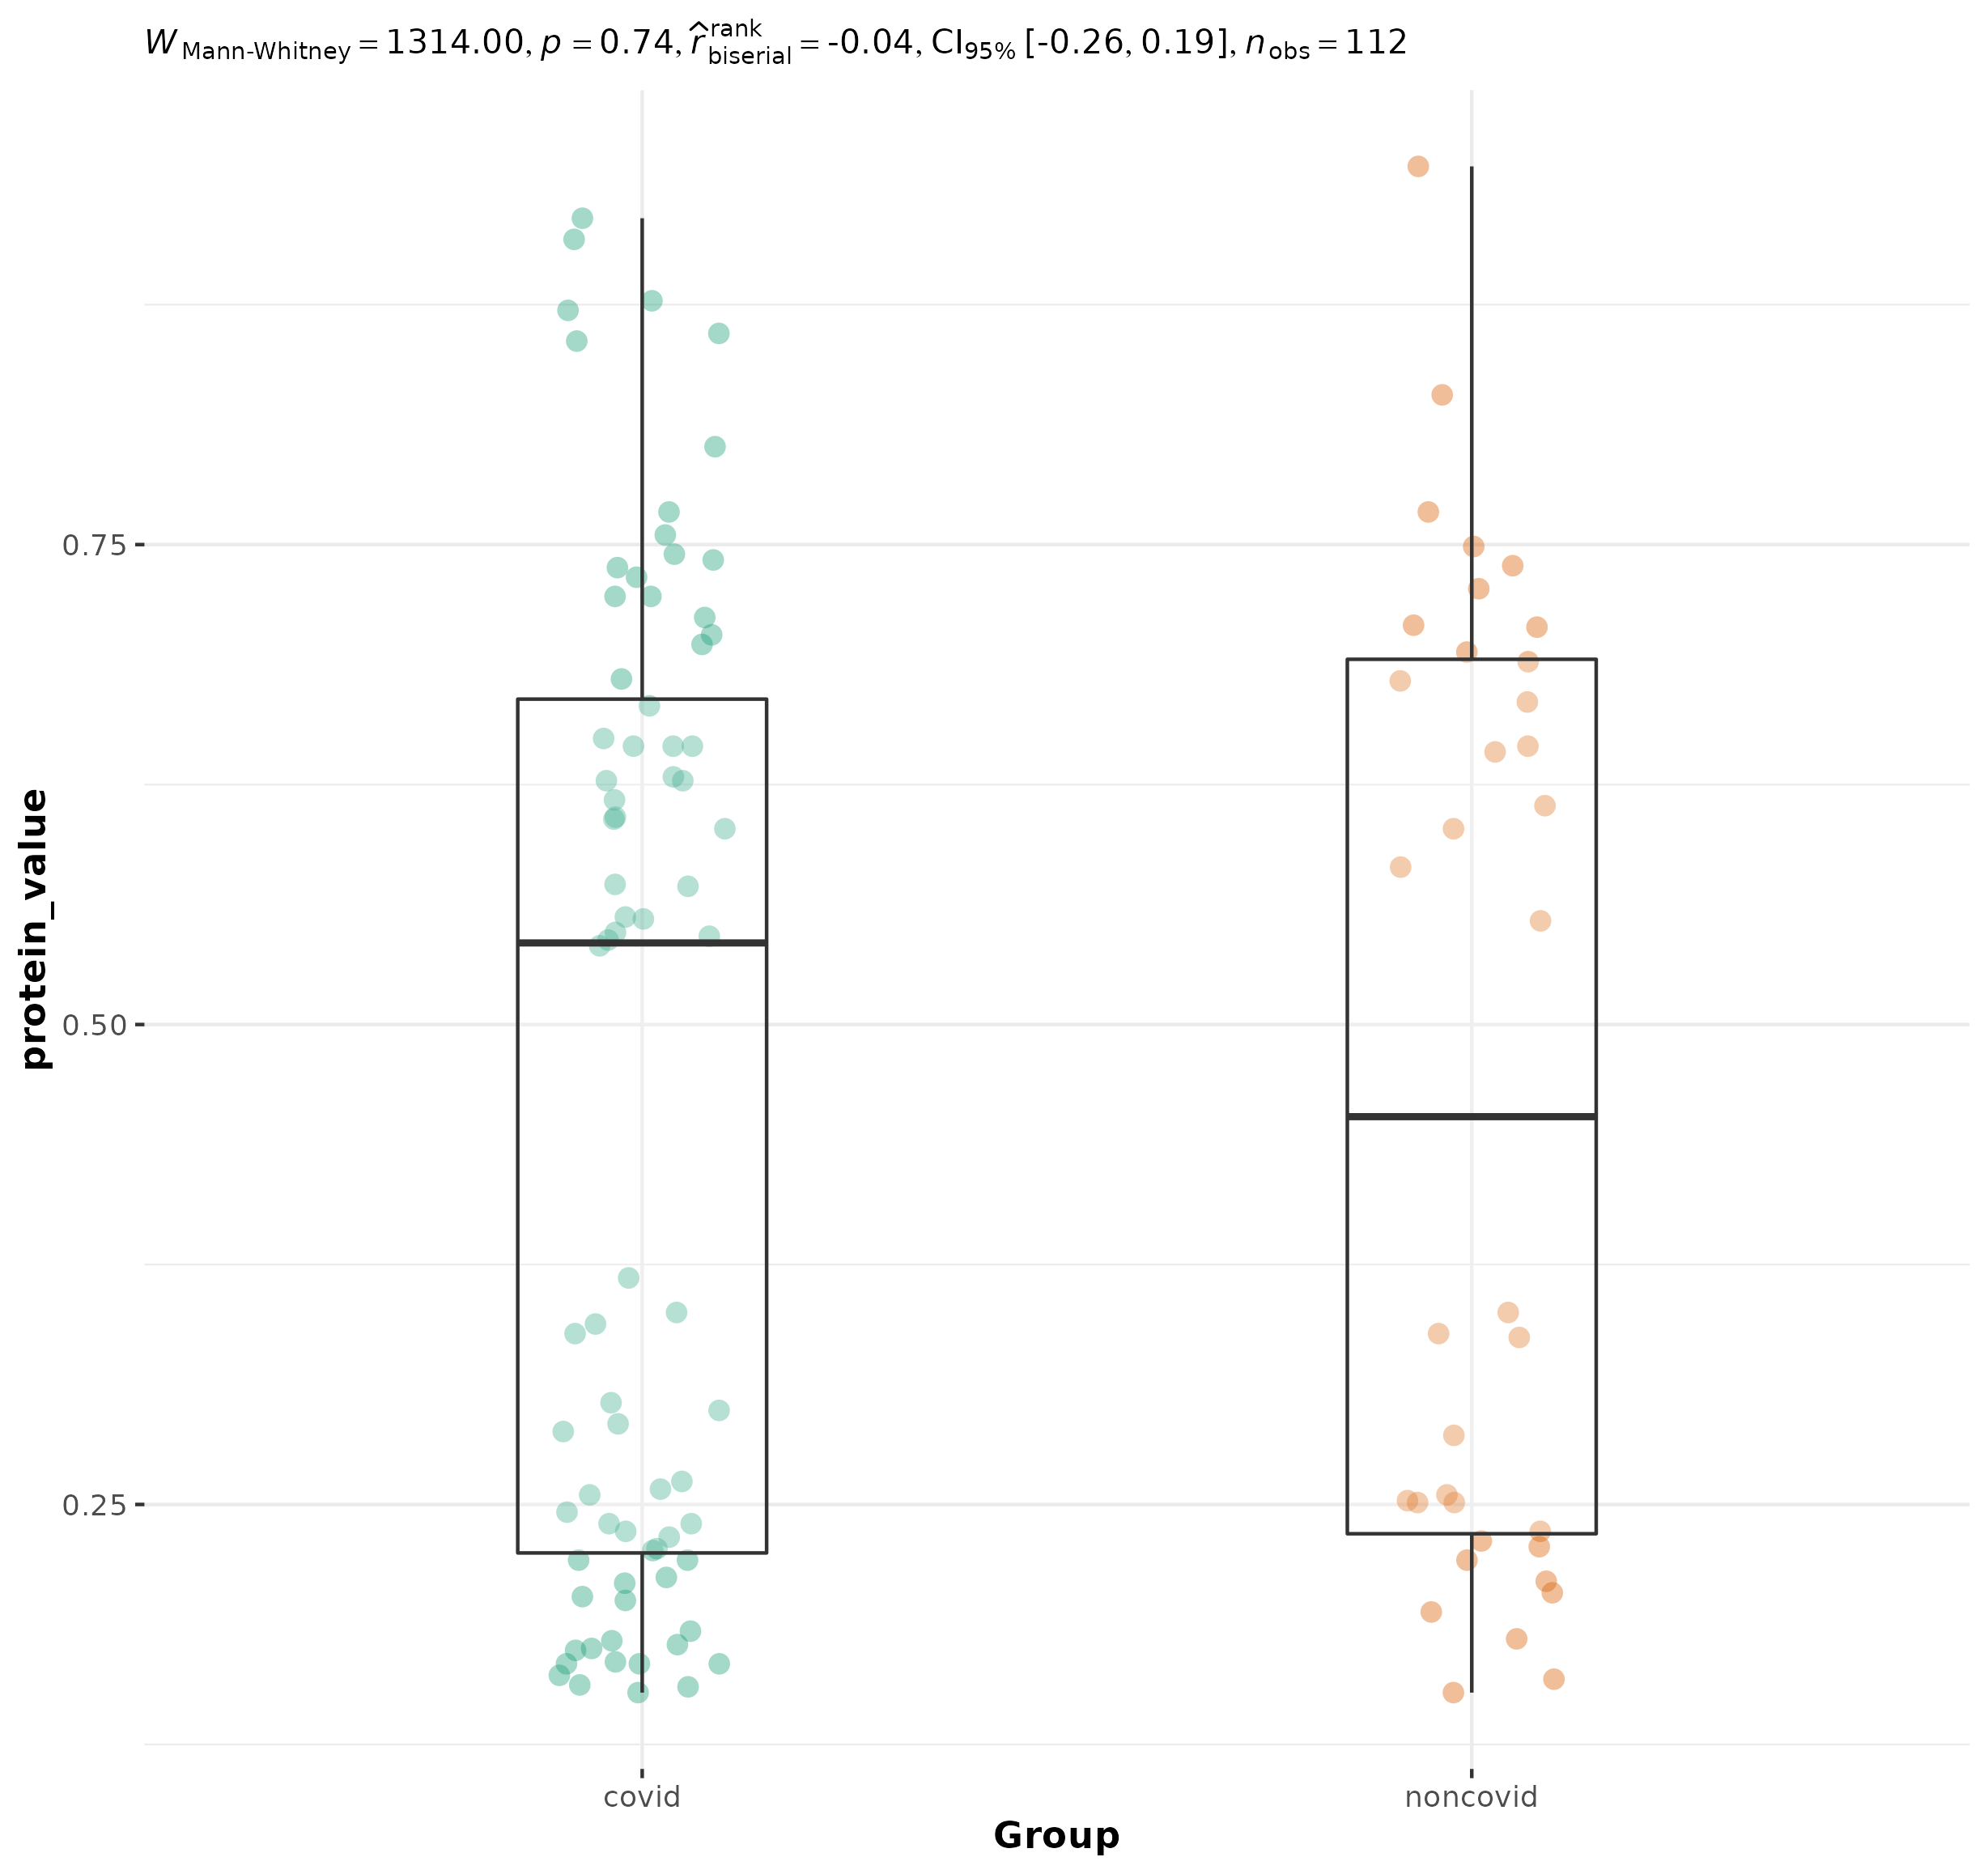 W Mann-Whitney = 1314.00, p = 0.74, r̂ rank biserial = -0.04, CI95% [-0.26, 0.19], n obs = 112
protein_value
0.75
0.50
0.25
covid noncovid
Group